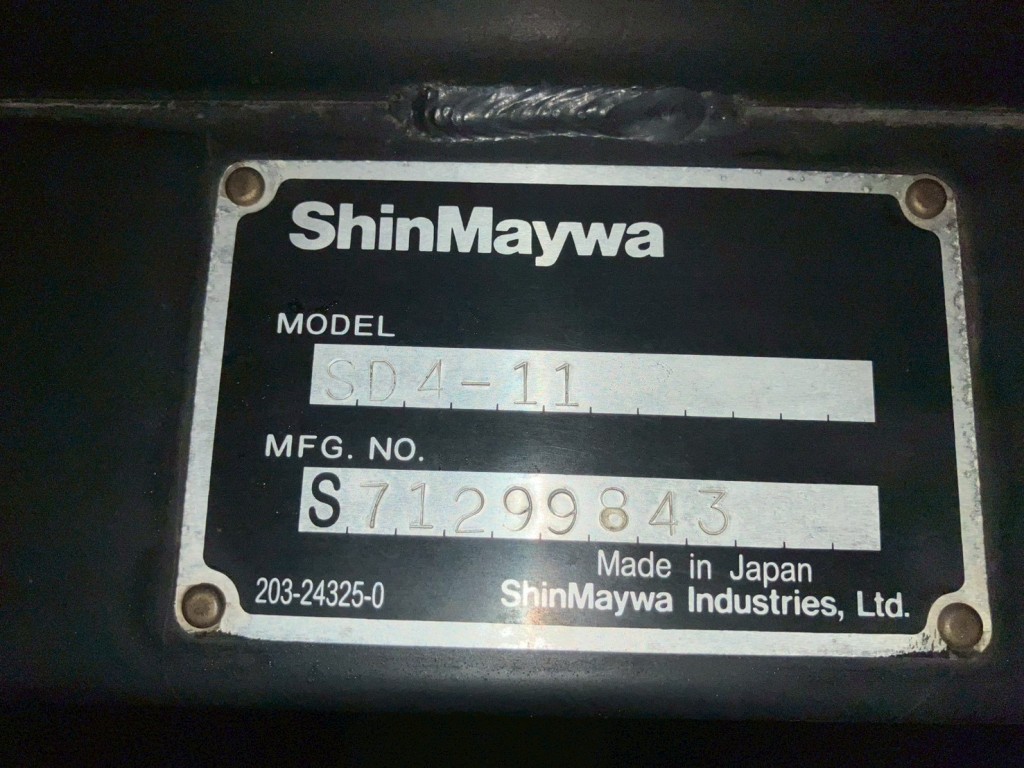 ShinMaywa
MODEL
SD4-11
MFG. NO.
S71299843
Made in Japan
203-24325-0
ShinMaywa Industries, Ltd.